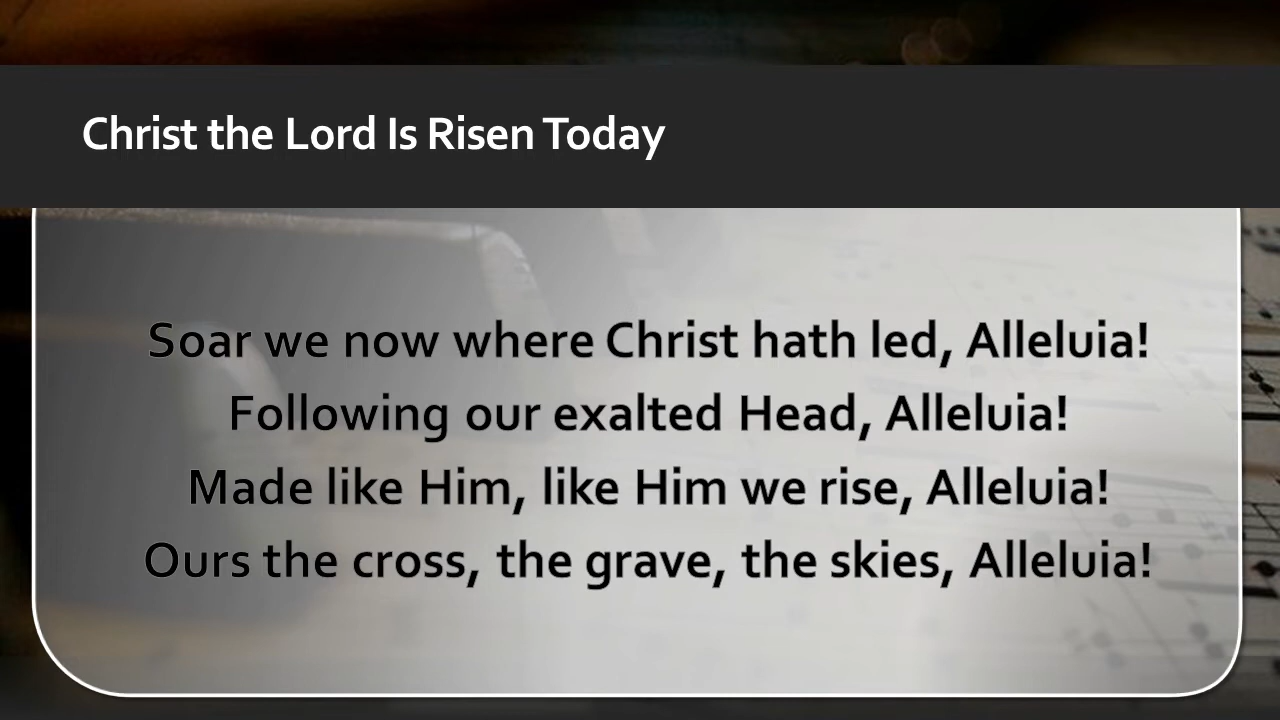 Christ the Lord Is Risen Today
Soar we now where Christ hath led, Alleluia!
Following our exalted Head, Alleluia!
Made like Him, like Him we rise, Alleluia!
Ours the cross, the grave, the skies, Alleluia!